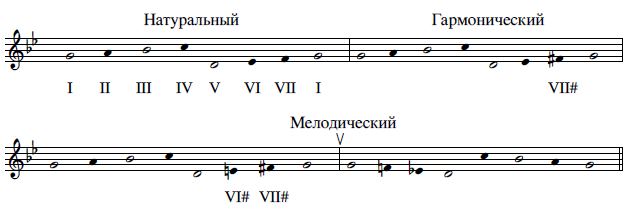 Натуральный Гармонический
I II III IV V VI VII I VII#
Мелодический
V
VI# VII#